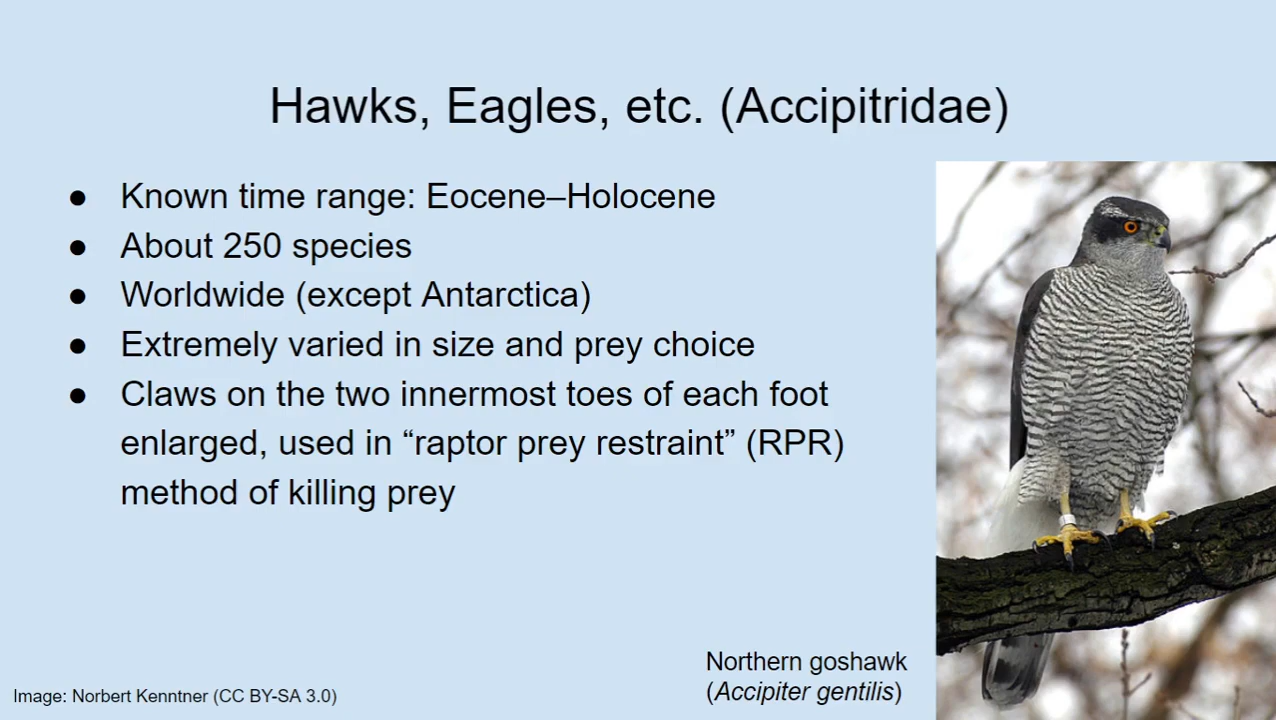 Hawks, Eagles, etc. (Accipitridae)
● Known time range: Eocene–Holocene
● About 250 species
● Worldwide (except Antarctica)
● Extremely varied in size and prey choice
● Claws on the two innermost toes of each foot
enlarged, used in “raptor prey restraint” (RPR)
method of killing prey
Northern goshawk
(Accipiter gentilis)
Image: Norbert Kenntner (CC BY-SA 3.0)